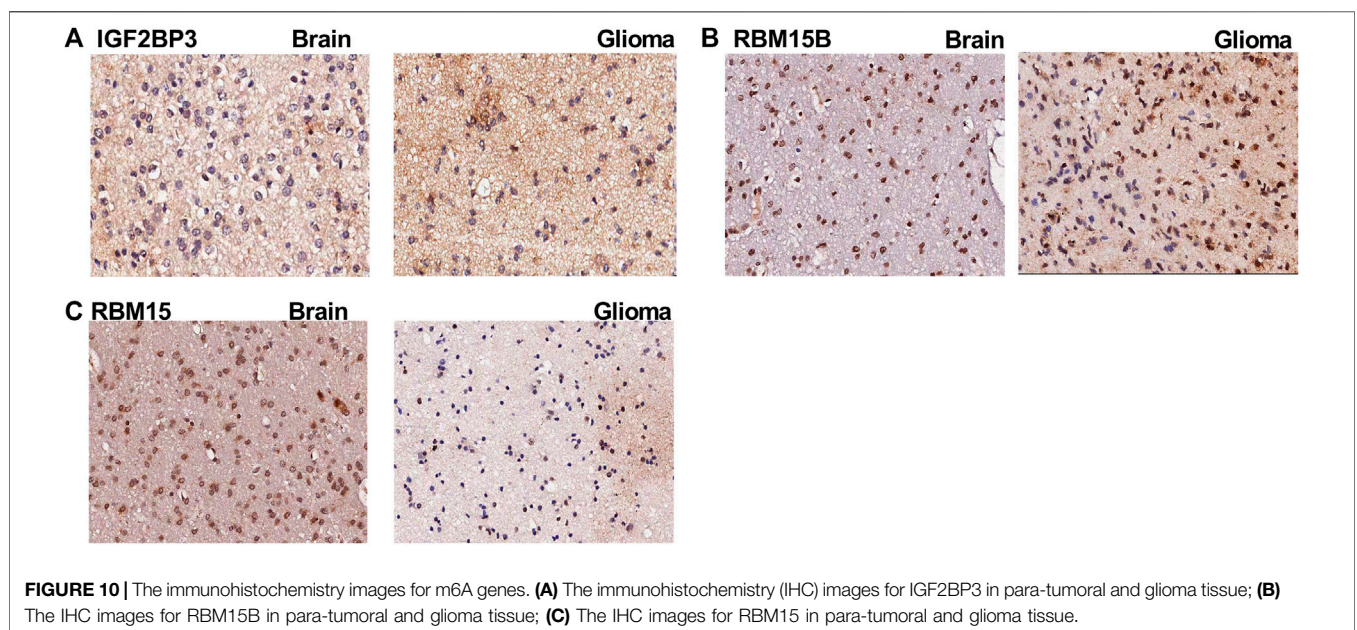 A IGF2BP3 Brain Glioma B RBM15B Brain Glioma
C RBM15 Brain Glioma
FIGURE 10 | The immunohistochemistry images for m6A genes. (A) The immunohistochemistry (IHC) images for IGF2BP3 in para-tumoral and glioma tissue; (B)
The IHC images for RBM15B in para-tumoral and glioma tissue; (C) The IHC images for RBM15 in para-tumoral and glioma tissue.